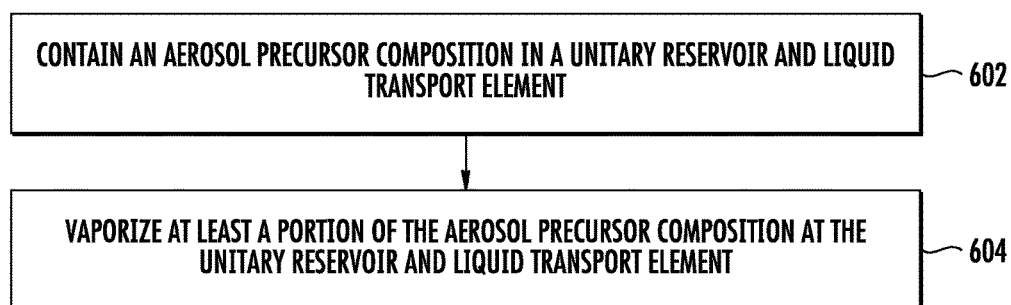 CONTAIN AN AEROSOL PRECURSOR COMPOSITION IN A UNITARY RESERVOIR AND LIQUID
TRANSPORT ELEMENT
602
VAPORIZE AT LEAST A PORTION OF THE AEROSOL PRECURSOR COMPOSITION AT THE
UNITARY RESERVOIR AND LIQUID TRANSPORT ELEMENT
604